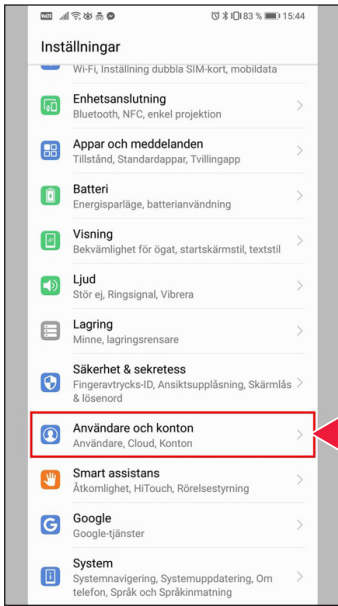 83 % 15:44
Inställningar
Wi-Fi, Inställning dubbla SIM-kort, mobildata
Enhetsanslutning
Bluetooth, NFC, enkel projektion
Appar och meddelanden
Tillstånd, Standardappar, Tvillingapp
Batteri
Energisparläge, batterianvändning
Visning
Bekvämlighet för ögat, startskärmstil, textstil
Ljud
Stör ej, Ringsignal, Vibrera
Lagring
Minne, lagringsrensare
Säkerhet & sekretess
Fingeravtrycks-ID, Ansiktsupplåsning, Skärmlås
& lösenord
Användare och konton
Användare, Cloud, Konton
Smart assistans
Åtkomlighet, HiTouch, Rörelsestyrning
Google
Google-tjänster
System
Systemnavigering, Systemuppdatering, Om
telefon, Språk och Språkinmatning